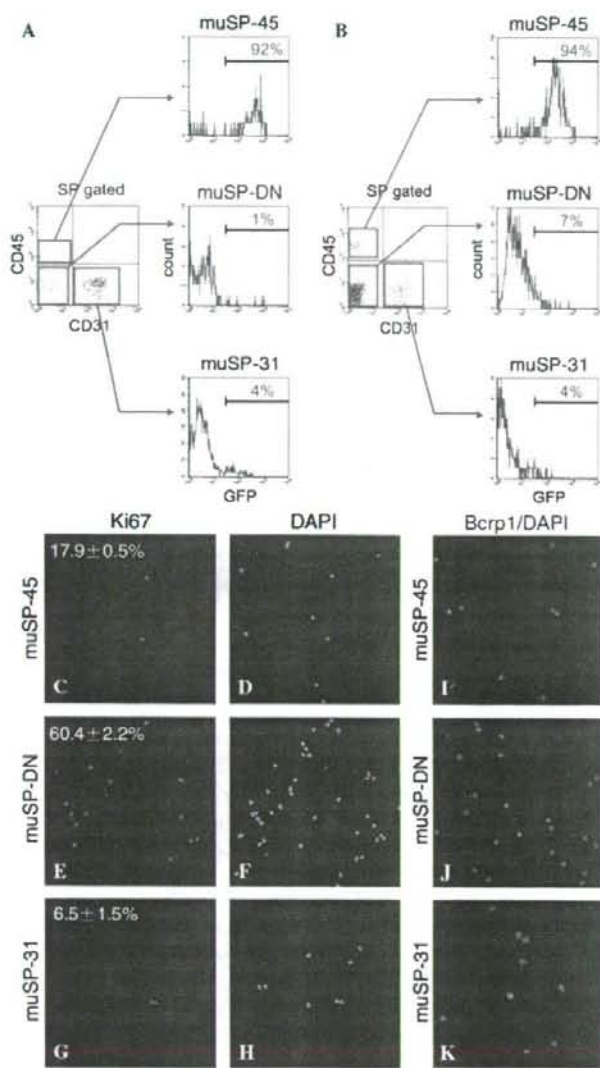 A
muSP-45
92%
SP gated
CD45
CD31
muSP-DN
1%
count
muSP-31
4%
GFP
B
muSP-45
94%
SP gated
CD45
CD31
muSP-DN
7%
count
muSP-31
4%
GFP
Ki67
DAPI
Bcrp1/DAPI
muSP-45
17.9±0.5%
C
D
muSP-45
I
muSP-DN
60.4±2.2%
E
F
muSP-DN
J
muSP-31
6.5±1.5%
G
H
muSP-31
K